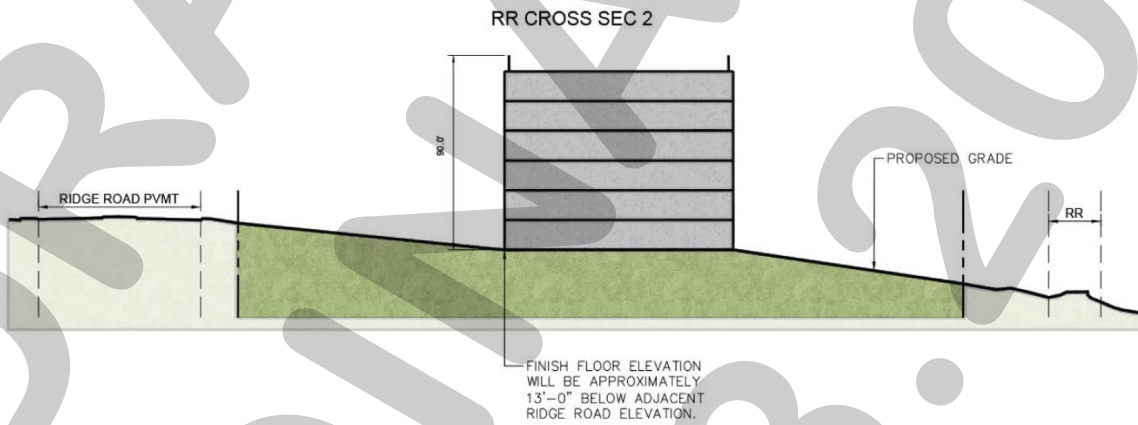 RR CROSS SEC 2
90.0'
PROPOSED GRADE
RIDGE ROAD PVMT
RR
FINISH FLOOR ELEVATION
WILL BE APPROXIMATELY
13'-0" BELOW ADJACENT
RIDGE ROAD ELEVATION.